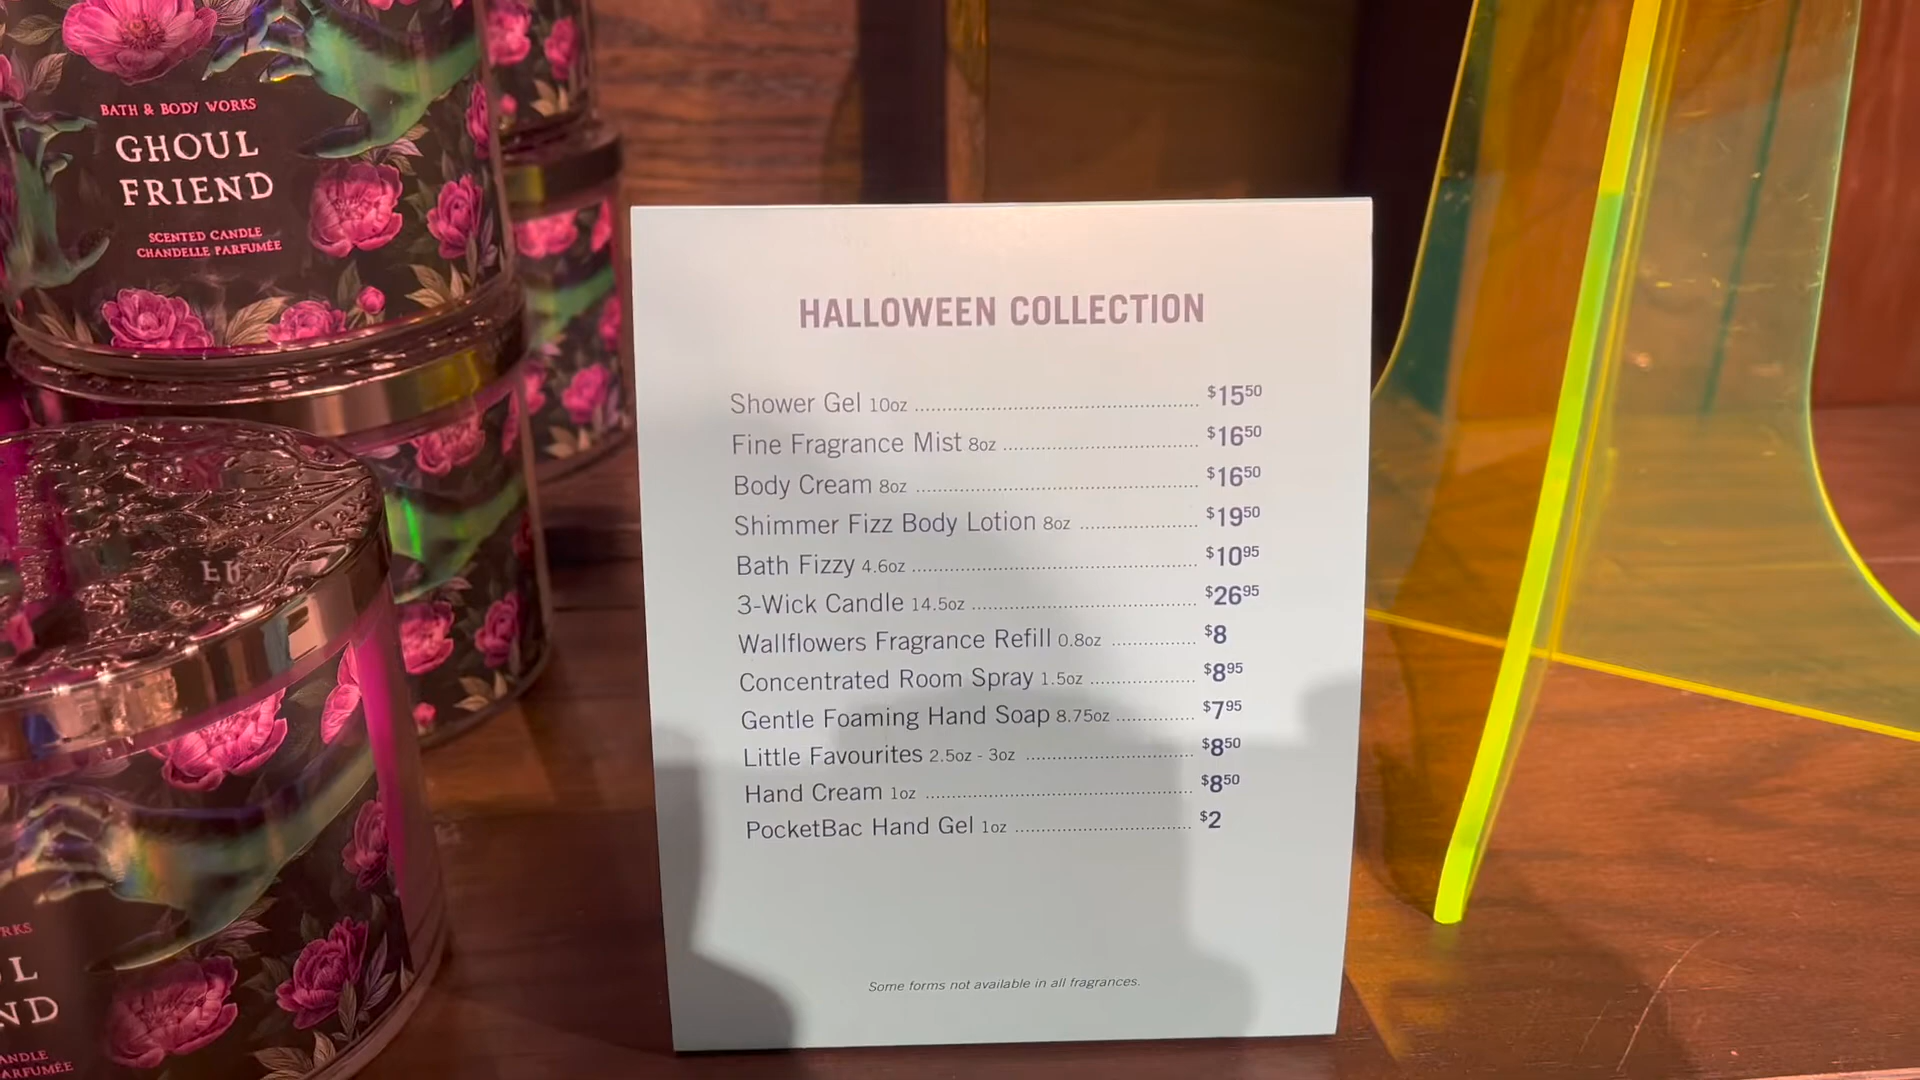 BATH & BODY WORKS
GHOUL
FRIEND
SCENTED CANDLE
CHANDELLE PARFUMÉE
HALLOWEEN COLLECTION
Shower Gel 10oz $15.50
Fine Fragrance Mist 8oz $16.50
Body Cream 8oz $16.50
Shimmer Fizz Body Lotion 8oz $19.50
Bath Fizzy 4.6oz $10.95
3-Wick Candle 14.5oz $26.95
Wallflowers Fragrance Refill 0.8oz $8
Concentrated Room Spray 1.5oz $8.95
Gentle Foaming Hand Soap 8.75oz $7.95
Little Favourites 2.5oz - 3oz $8.50
Hand Cream 1oz $8.50
PocketBac Hand Gel 1oz $2
Some forms not available in all fragrances.